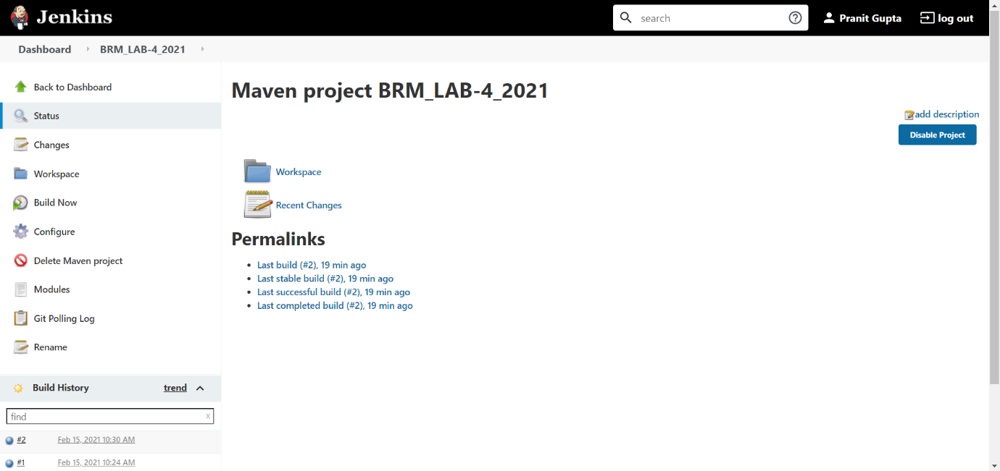 Jenkins
search
Pranit Gupta
log out
Dashboard
BRM_LAB-4_2021
Back to Dashboard
Status
Changes
Workspace
Build Now
Configure
Delete Maven project
Modules
Git Polling Log
Rename
Build History
trend
find
x
#2 Feb 15, 2021 10:30 AM
#1 Feb 15, 2021 10:24 AM
Maven project BRM_LAB-4_2021
add description
Disable Project
Workspace
Recent Changes
Permalinks
• Last build (#2), 19 min ago
• Last stable build (#2), 19 min ago
• Last successful build (#2), 19 min ago
• Last completed build (#2), 19 min ago